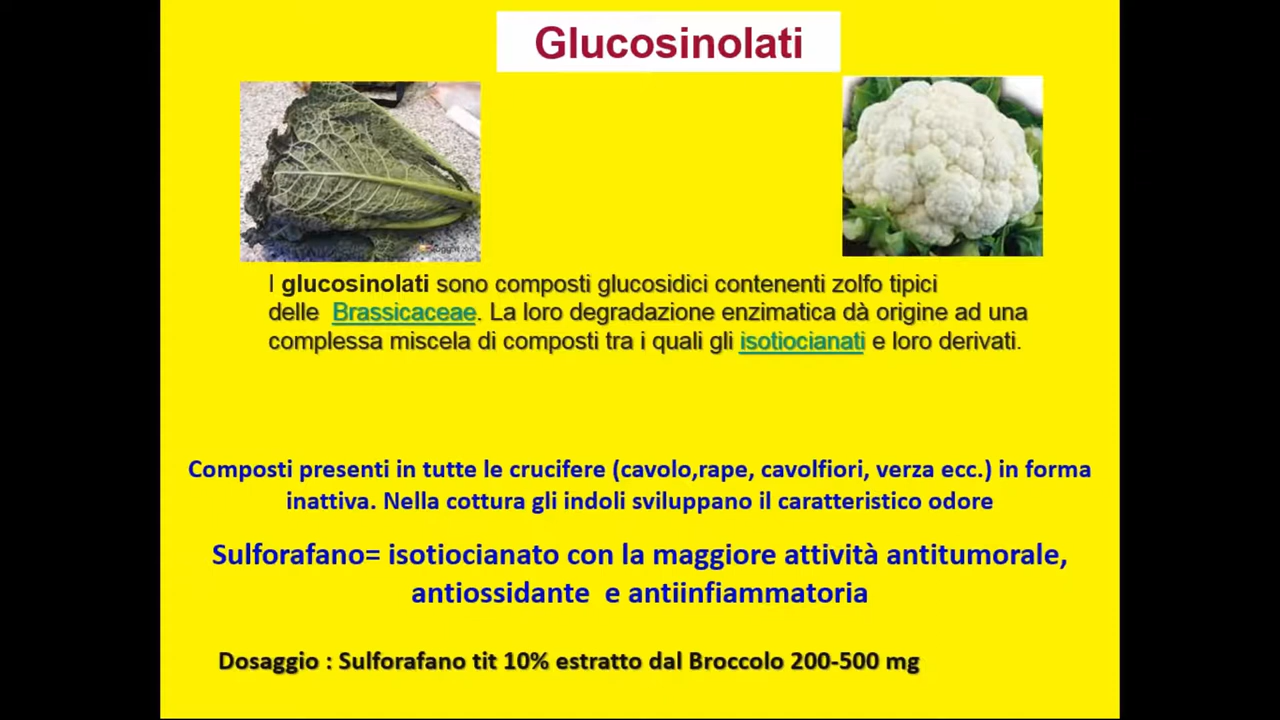 Glucosinolati
I glucosinolati sono composti glucosidici contenenti zolfo tipici
delle Brassicaceae. La loro degradazione enzimatica dà origine ad una
complessa miscela di composti tra i quali gli isotiocianati e loro derivati.
Composti presenti in tutte le crucifere (cavolo,rape, cavolfiori, verza ecc.) in forma
inattiva. Nella cottura gli indoli sviluppano il caratteristico odore
Sulforafano= isotiocianato con la maggiore attività antitumorale,
antiossidante e antiinfiammatoria
Dosaggio : Sulforafano tit 10% estratto dal Broccolo 200-500 mg